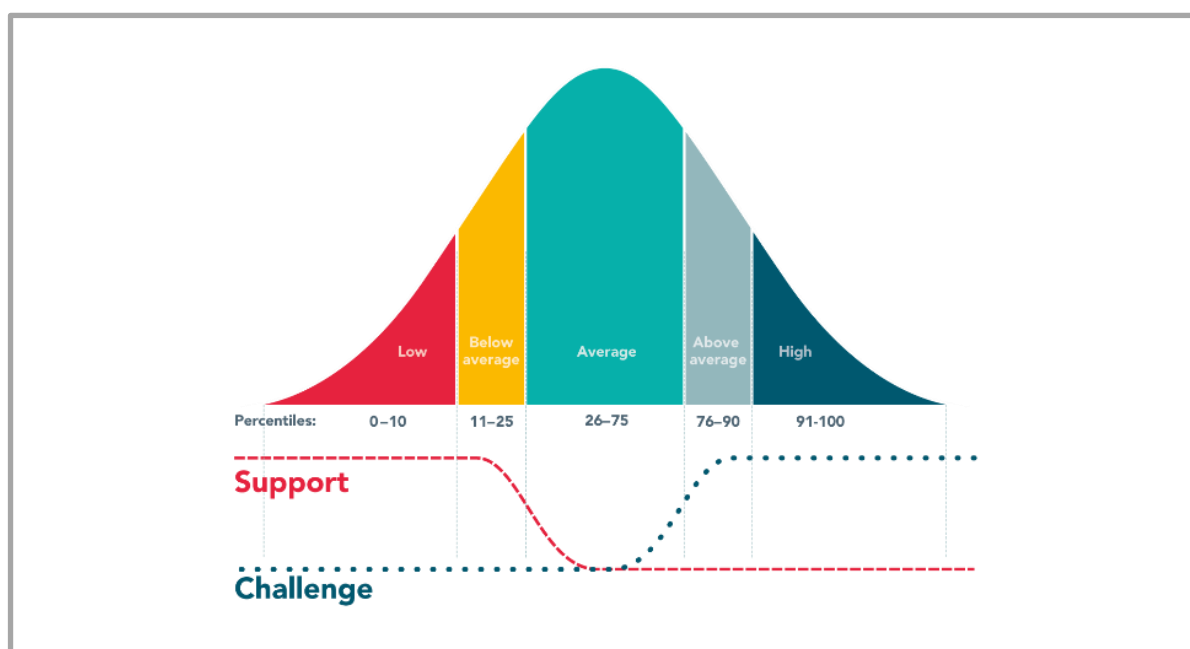 Low
Below
average
Average
Above
average
High
Percentiles: 0–10 11–25 26–75 76–90 91-100
Support
Challenge